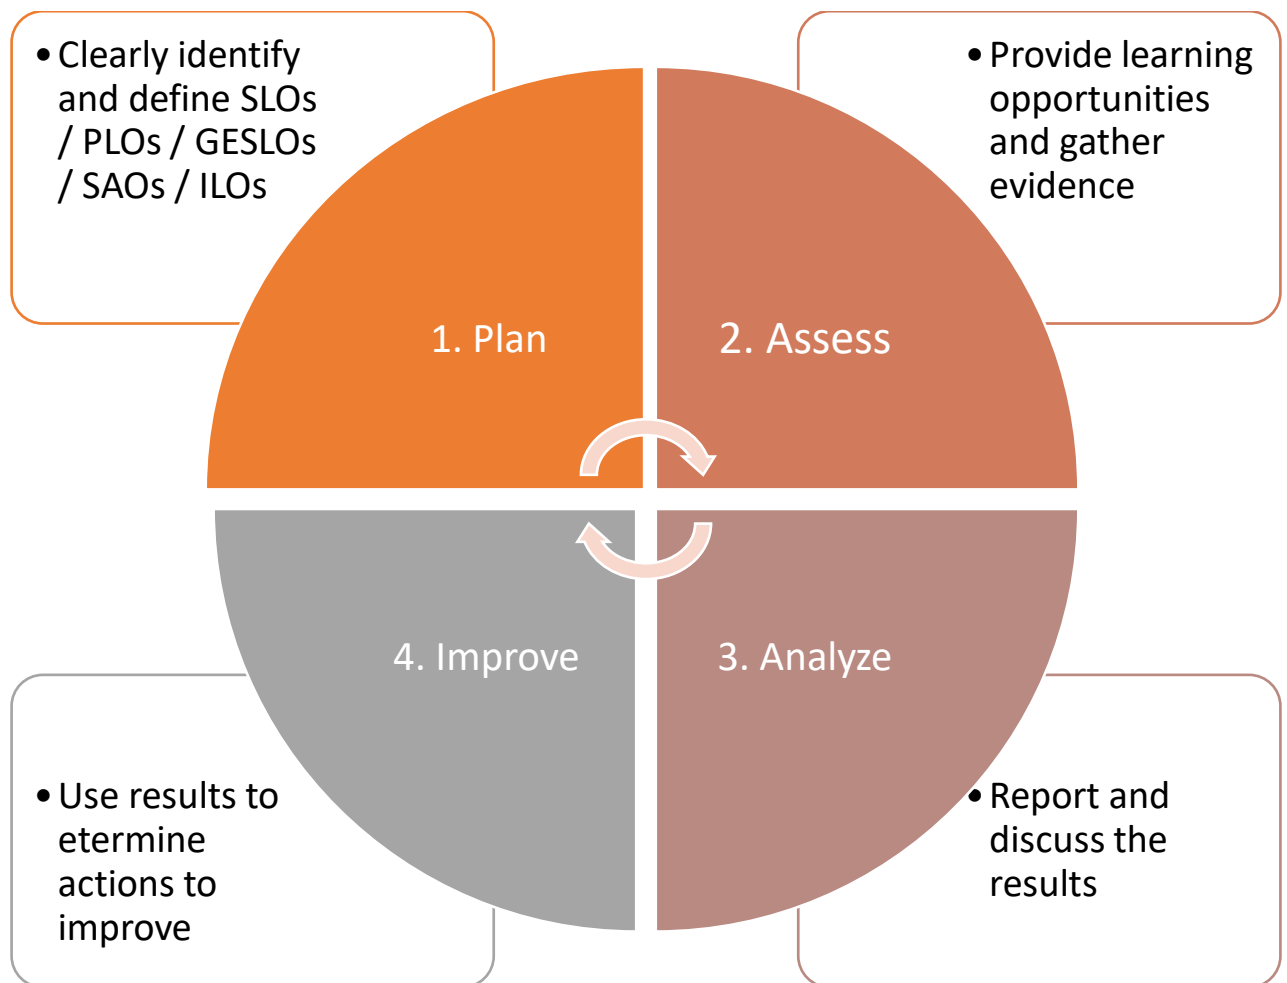 • Clearly identify
and define SLOs
/ PLOs / GESLOs
/ SAOs / ILOs
• Provide learning
opportunities
and gather
evidence
1. Plan
2. Assess
4. Improve
3. Analyze
• Use results to
etermine
actions to
improve
• Report and
discuss the
results